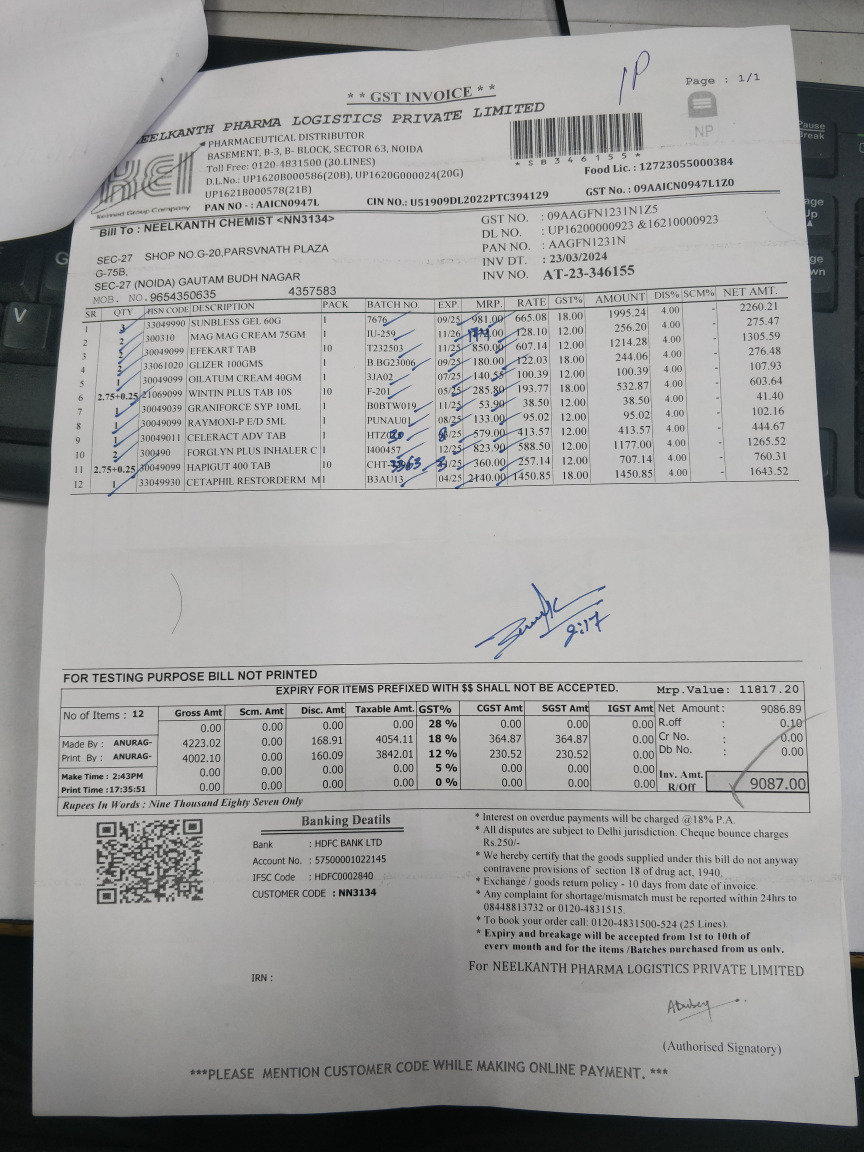 Page : 1/1
* * GST INVOICE * *
1P
NEELKANTH PHARMA LOGISTICS PRIVATE LIMITED
NP
PHARMACEUTICAL DISTRIBUTOR
BASEMENT, B-3, B- BLOCK, SECTOR 63, NOIDA
Toll Free: 0120-4831500 (30.LINES)
D.L.No.: UP1620B000586(20B), UP1620G000024(20G)
UP1621B000578(21B)
*SB346155*
Food Lic. : 12723055000384
KEI
Kelmed Group Company
PAN NO - : AAICN0947L
CIN NO.: U51909DL2022PTC394129
GST No. : 09AAICN0947L1Z0
Bill To : NEELKANTH CHEMIST <NN3134>
SEC-27 SHOP NO.G-20,PARSVNATH PLAZA
G-75B,
SEC-27 (NOIDA) GAUTAM BUDH NAGAR
MOB. NO.9654350635 4357583
GST NO. : 09AAGFN1231N1Z5
DL NO. : UP16200000923 &16210000923
PAN NO. : AAGFN1231N
INV DT. : 23/03/2024
INV NO. AT-23-346155
SR QTY HSN CODE DESCRIPTION PACK BATCH NO. EXP. MRP. RATE GST% AMOUNT DIS% SCM% NET AMT.
1 3 33049990 SUNBLESS GEL 60G 1 7676 09/25 981.00 665.08 18.00 1995.24 4.00 - 2260.21
2 2 300310 MAG MAG CREAM 75GM 1 IU-259 11/26 128.10 12.00 256.20 4.00 - 275.47
3 2 30049099 EFEKART TAB 10 T232503 11/25 850.00 607.14 12.00 1214.28 4.00 - 1305.59
4 2 33061020 GLIZER 100GMS 1 B.BG23006 09/25 180.00 122.03 18.00 244.06 4.00 - 276.48
5 1 30049099 OILATUM CREAM 40GM 1 3JA02 07/25 140.55 100.39 12.00 100.39 4.00 - 107.93
6 2.75+0.25 21069099 WINTIN PLUS TAB 10S 10 F-201 05/25 285.80 193.77 18.00 532.87 4.00 - 603.64
7 1 30049039 GRANIFORCE SYP 10ML 1 B0BTW019 11/25 53.90 38.50 12.00 38.50 4.00 - 41.40
8 1 30049099 RAYMOXI-P E/D 5ML 1 PUNAU01 08/25 133.00 95.02 12.00 95.02 4.00 - 102.16
9 1 30049011 CELERACT ADV TAB 1 /25 579.00 413.57 12.00 413.57 4.00 - 444.67
10 2 300490 FORGLYN PLUS INHALER C 1 I400457 12/25 823.90 588.50 12.00 1177.00 4.00 - 1265.52
11 2.75+0.25 30049099 HAPIGUT 400 TAB 10 CHT-3363 /25 360.00 257.14 12.00 707.14 4.00 - 760.31
12 1 33049930 CETAPHIL RESTORDERM M 1 B3AU13 04/25 2140.00 1450.85 18.00 1450.85 4.00 - 1643.52
2:17
FOR TESTING PURPOSE BILL NOT PRINTED
EXPIRY FOR ITEMS PREFIXED WITH $$ SHALL NOT BE ACCEPTED. Mrp.Value: 11817.20
No of Items : 12 Gross Amt Scm. Amt Disc. Amt Taxable Amt. GST% CGST Amt SGST Amt IGST Amt Net Amount: 9086.89
0.00 0.00 0.00 0.00 28 % 0.00 0.00 0.00 R.off : 0.10
Made By : ANURAG- 4223.02 0.00 168.91 4054.11 18 % 364.87 364.87 0.00 Cr No. : 0.00
Print By : ANURAG- 4002.10 0.00 160.09 3842.01 12 % 230.52 230.52 0.00 Db No. : 0.00
Make Time : 2:43PM 0.00 0.00 0.00 0.00 5 % 0.00 0.00 0.00 Inv. Amt.
Print Time :17:35:51 0.00 0.00 0.00 0.00 0 % 0.00 0.00 0.00 R/Off 9087.00
Rupees In Words : Nine Thousand Eighty Seven Only
Banking Deatils
Bank : HDFC BANK LTD
Account No. : 57500001022145
IFSC Code : HDFC0002840
CUSTOMER CODE : NN3134
* Interest on overdue payments will be charged @18% P.A.
* All disputes are subject to Delhi jurisdiction. Cheque bounce charges
Rs.250/-
* We hereby certify that the goods supplied under this bill do not anyway
contravene provisions of section 18 of drug act, 1940.
* Exchange / goods return policy - 10 days from date of invoice.
* Any complaint for shortage/mismatch must be reported within 24hrs to
08448813732 or 0120-4831515.
* To book your order call: 0120-4831500-524 (25 Lines).
* Expiry and breakage will be accepted from 1st to 10th of
every month and for the items /Batches purchased from us only.
For NEELKANTH PHARMA LOGISTICS PRIVATE LIMITED
IRN :
(Authorised Signatory)
***PLEASE MENTION CUSTOMER CODE WHILE MAKING ONLINE PAYMENT. ***
Pause
Break
V